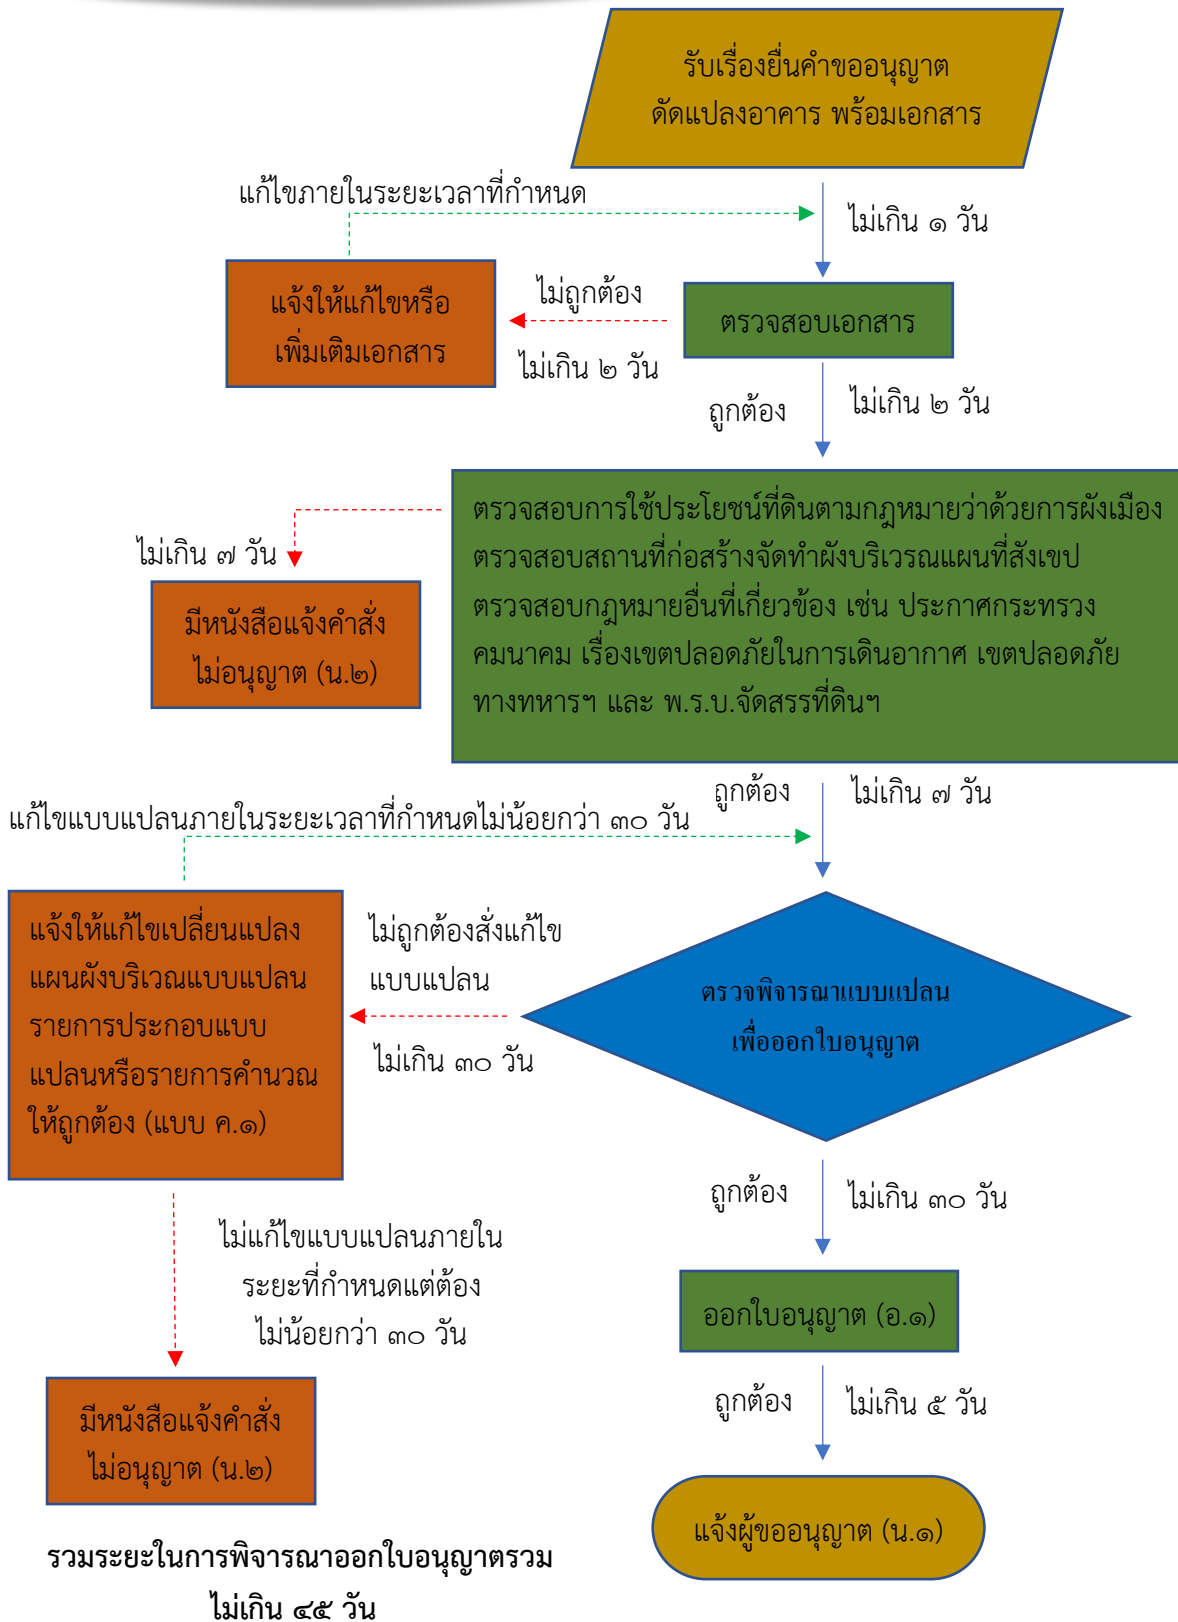 รับเรื่องยื่นคำขออนุญาต
ดัดแปลงอาคาร พร้อมเอกสาร
แก้ไขภายในระยะเวลาที่กำหนด
ไม่เกิน ๑ วัน
แจ้งให้แก้ไขหรือ
เพิ่มเติมเอกสาร
ไม่ถูกต้อง
ไม่เกิน ๒ วัน
ตรวจสอบเอกสาร
ถูกต้อง
ไม่เกิน ๒ วัน
ตรวจสอบการใช้ประโยชน์ที่ดินตามกฎหมายว่าด้วยการผังเมือง
ตรวจสอบสถานที่ก่อสร้างจัดทำผังบริเวรณแผนที่สังเขป
ตรวจสอบกฎหมายอื่นที่เกี่ยวข้อง เช่น ประกาศกระทรวง
คมนาคม เรื่องเขตปลอดภัยในการเดินอากาศ เขตปลอดภัย
ทางทหารฯ และ พ.ร.บ.จัดสรรที่ดินฯ
ไม่เกิน ๗ วัน
มีหนังสือแจ้งคำสั่ง
ไม่อนุญาต (น.๒)
ถูกต้อง
ไม่เกิน ๗ วัน
แก้ไขแบบแปลนภายในระยะเวลาที่กำหนดไม่น้อยกว่า ๓๐ วัน
แจ้งให้แก้ไขเปลี่ยนแปลง
แผนผังบริเวณแบบแปลน
รายการประกอบแบบ
แปลนหรือรายการคำนวณ
ให้ถูกต้อง (แบบ ค.๑)
ไม่ถูกต้องสั่งแก้ไข
แบบแปลน
ไม่เกิน ๓๐ วัน
ตรวจพิจารณาแบบแปลน
เพื่อออกใบอนุญาต
ถูกต้อง
ไม่เกิน ๓๐ วัน
ไม่แก้ไขแบบแปลนภายใน
ระยะที่กำหนดแต่ต้อง
ไม่น้อยกว่า ๓๐ วัน
ออกใบอนุญาต (อ.๑)
ถูกต้อง
ไม่เกิน ๕ วัน
มีหนังสือแจ้งคำสั่ง
ไม่อนุญาต (น.๒)
แจ้งผู้ขออนุญาต (น.๑)
รวมระยะในการพิจารณาออกใบอนุญาตรวม
ไม่เกิน ๔๕ วัน